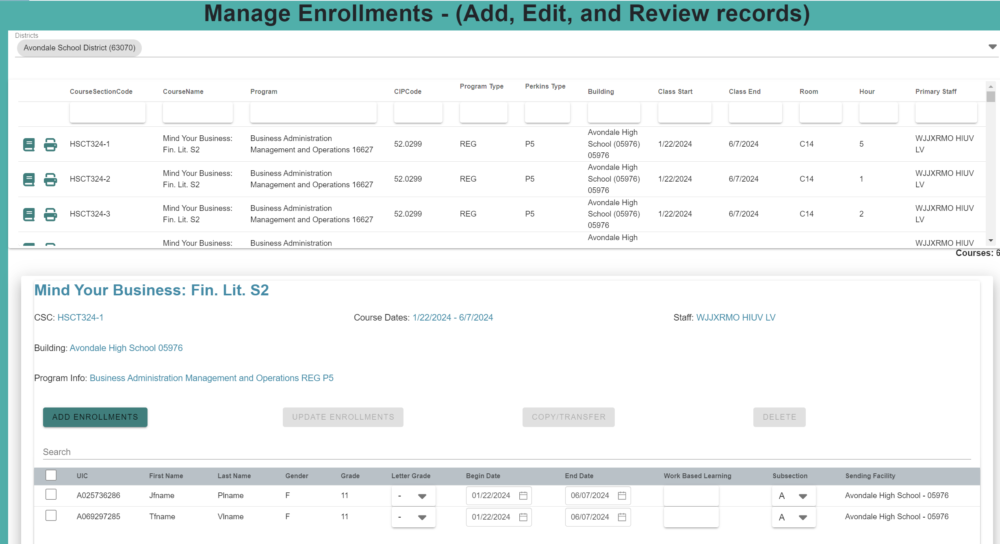 Manage Enrollments - (Add, Edit, and Review records)
Districts
Avondale School District (63070)
CourseSectionCode CourseName Program CIPCode Program Type Perkins Type Building Class Start Class End Room Hour Primary Staff
HSCT324-1 Mind Your Business: Fin. Lit. S2 Business Administration Management and Operations 16627 52.0299 REG P5 Avondale High School (05976) 05976 1/22/2024 6/7/2024 C14 5 WJJXRMO HIUV LV
HSCT324-2 Mind Your Business: Fin. Lit. S2 Business Administration Management and Operations 16627 52.0299 REG P5 Avondale High School (05976) 05976 1/22/2024 6/7/2024 C14 1 WJJXRMO HIUV LV
HSCT324-3 Mind Your Business: Fin. Lit. S2 Business Administration Management and Operations 16627 52.0299 REG P5 Avondale High School (05976) 05976 1/22/2024 6/7/2024 C14 2 WJJXRMO HIUV LV
Mind Your Business: Business Administration Avondale High WJJXRMO HIUV
Courses: 6
Mind Your Business: Fin. Lit. S2
CSC: HSCT324-1 Course Dates: 1/22/2024 - 6/7/2024 Staff: WJJXRMO HIUV LV
Building: Avondale High School 05976
Program Info: Business Administration Management and Operations REG P5
ADD ENROLLMENTS UPDATE ENROLLMENTS COPY/TRANSFER DELETE
Search
UIC First Name Last Name Gender Grade Letter Grade Begin Date End Date Work Based Learning Subsection Sending Facility
A025736286 Jfname Plname F 11 - 01/22/2024 06/07/2024 A Avondale High School - 05976
A069297285 Tfname Vlname F 11 - 01/22/2024 06/07/2024 A Avondale High School - 05976